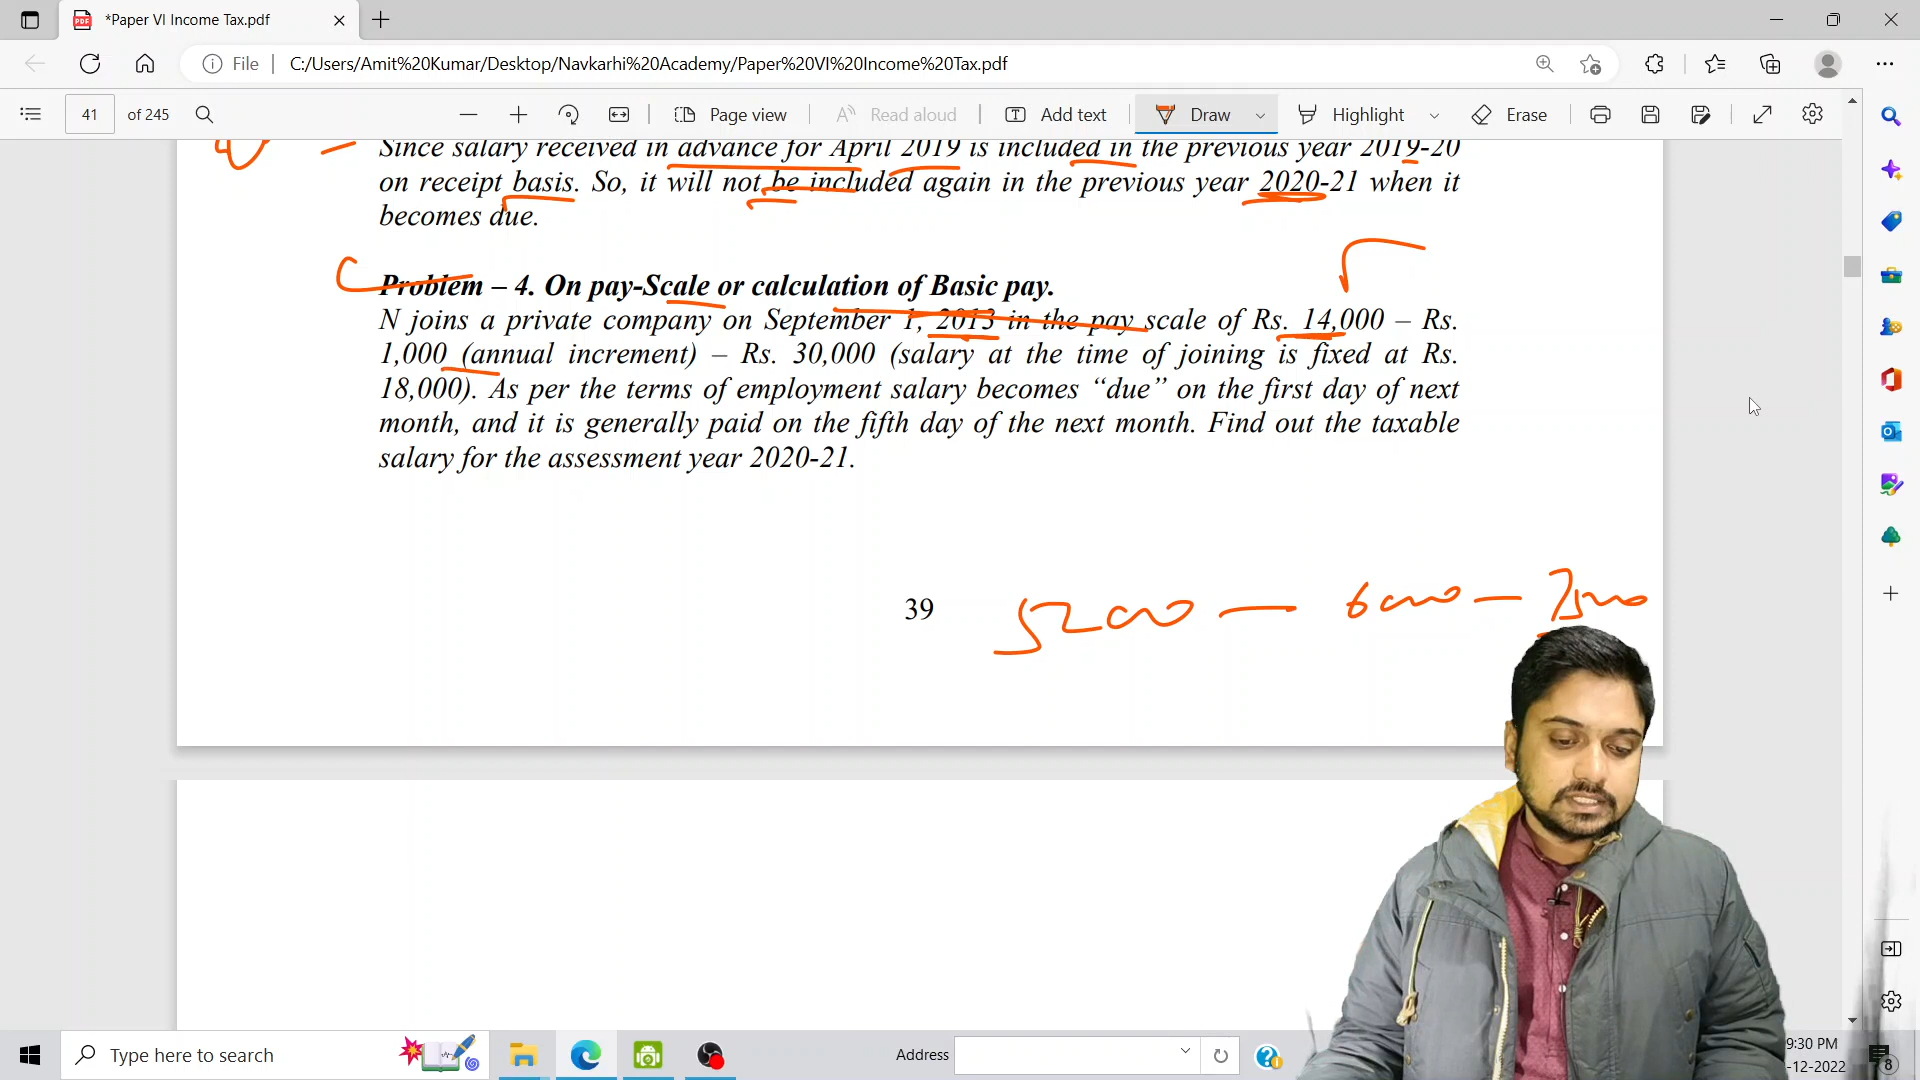 *Paper VI Income Tax.pdf
File
C:/Users/Amit%20Kumar/Desktop/Navkarhi%20Academy/Paper%20VI%20Income%20Tax.pdf
41 of 245
Page view
Read aloud
Add text
Draw
Highlight
Erase
Since salary received in advance for April 2019 is included in the previous year 2019-20
on receipt basis. So, it will not be included again in the previous year 2020-21 when it
becomes due.
Problem – 4. On pay-Scale or calculation of Basic pay.
N joins a private company on September 1, 2013 in the pay scale of Rs. 14,000 – Rs.
1,000 (annual increment) – Rs. 30,000 (salary at the time of joining is fixed at Rs.
18,000). As per the terms of employment salary becomes “due” on the first day of next
month, and it is generally paid on the fifth day of the next month. Find out the taxable
salary for the assessment year 2020-21.
39
Type here to search
Address
9:30 PM
-12-2022
8